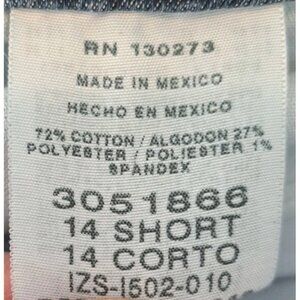 RN 130273
MADE IN MEXICO
HECHO EN MEXICO
72% COTTON / ALGODON 27%
POLYESTER / POLIESTER 1%
SPANDEX
3051866
14 SHORT
14 CORTO
IZS-I502-010